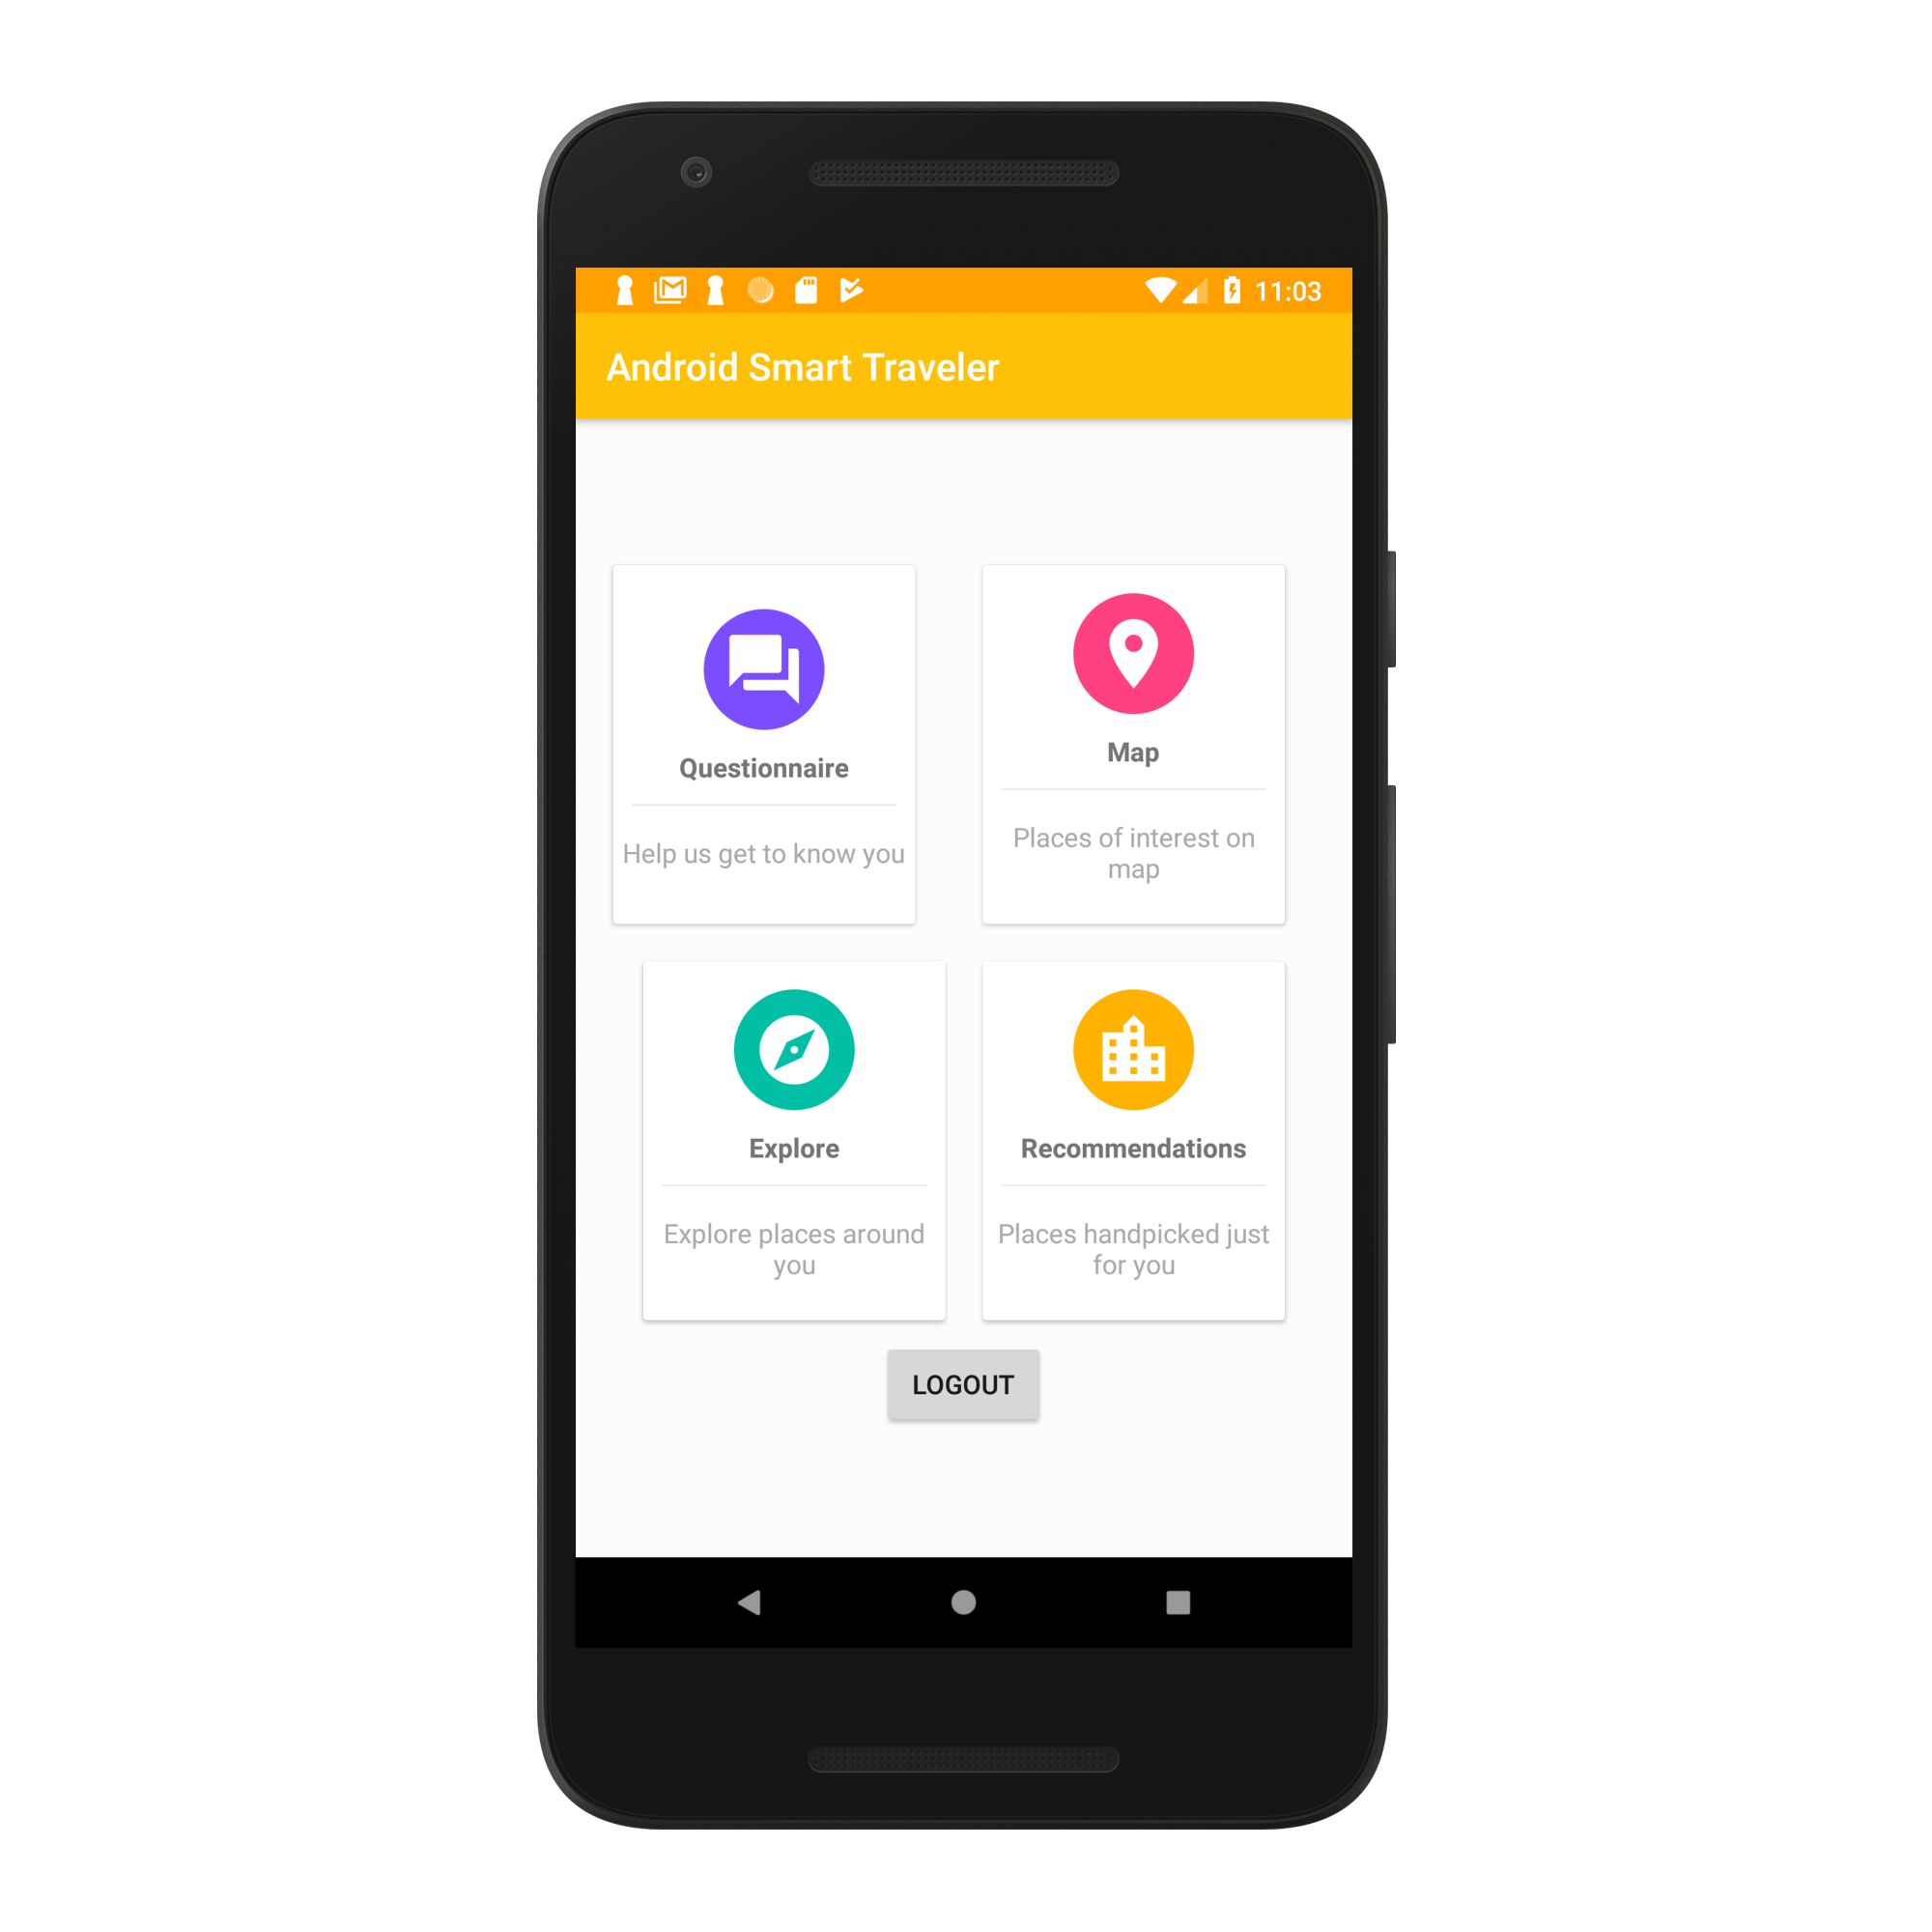 11:03
Android Smart Traveler
Questionnaire
Help us get to know you
Map
Places of interest on
map
Explore
Explore places around
you
Recommendations
Places handpicked just
for you
LOGOUT